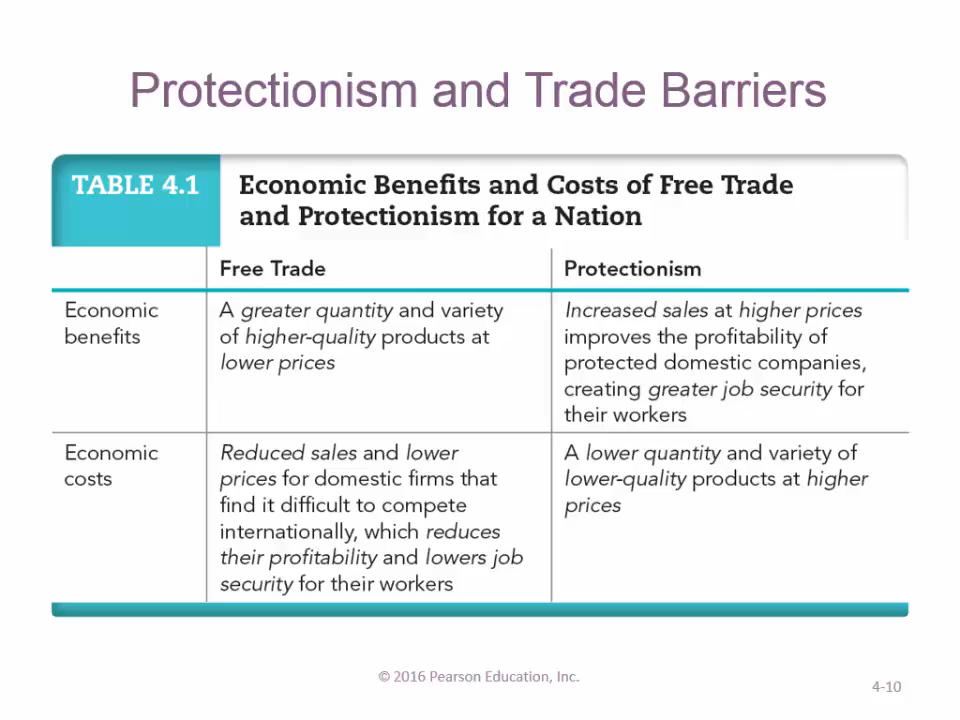 Protectionism and Trade Barriers
TABLE 4.1
Economic Benefits and Costs of Free Trade
and Protectionism for a Nation
Free Trade
Protectionism
Economic
benefits
A greater quantity and variety
of higher-quality products at
lower prices
Increased sales at higher prices
improves the profitability of
protected domestic companies,
creating greater job security for
their workers
Economic
costs
Reduced sales and lower
prices for domestic firms that
find it difficult to compete
internationally, which reduces
their profitability and lowers job
security for their workers
A lower quantity and variety of
lower-quality products at higher
prices
© 2016 Pearson Education, Inc.
4-10